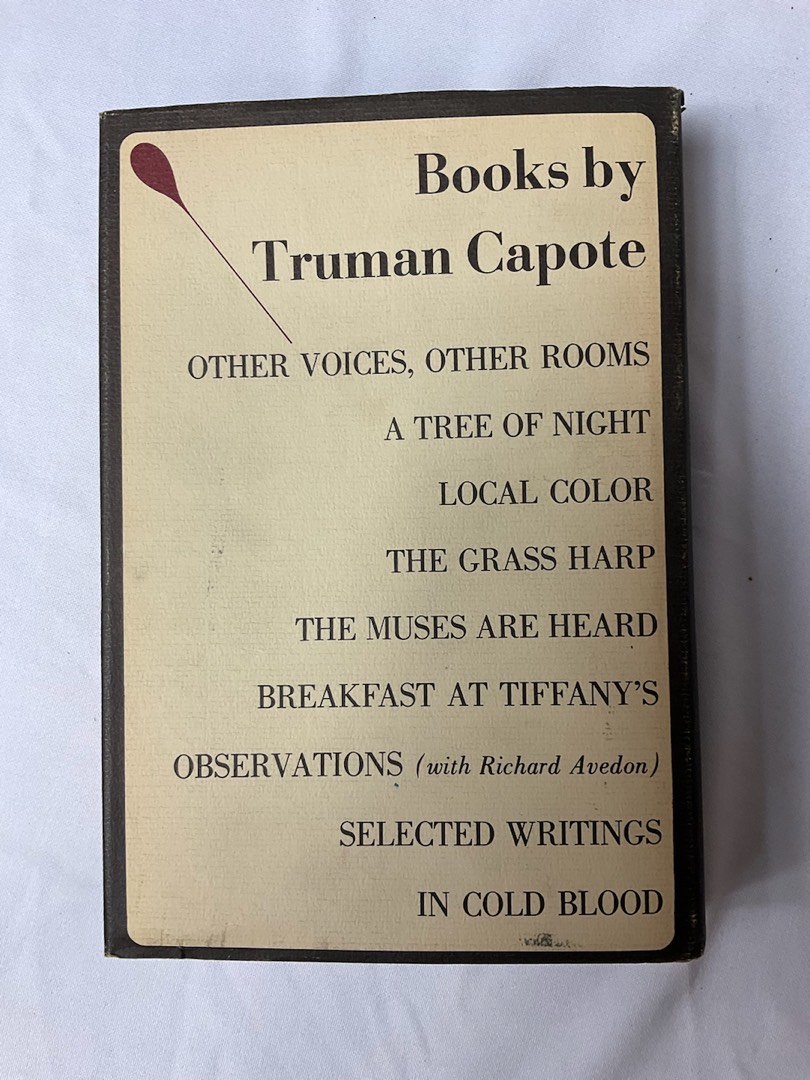 Books by
Truman Capote
OTHER VOICES, OTHER ROOMS
A TREE OF NIGHT
LOCAL COLOR
THE GRASS HARP
THE MUSES ARE HEARD
BREAKFAST AT TIFFANY'S
OBSERVATIONS (with Richard Avedon)
SELECTED WRITINGS
IN COLD BLOOD